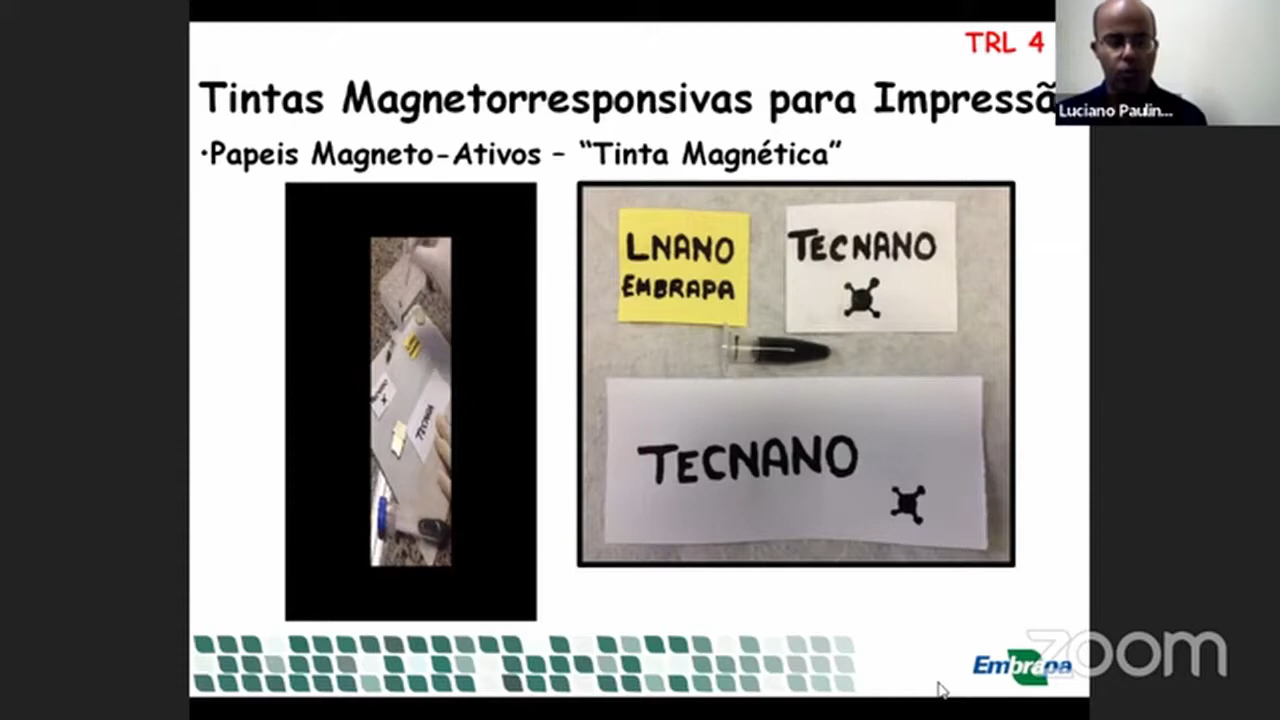 TRL 4
Tintas Magnetorresponsivas para Impressã
Luciano Paulin...
•Papeis Magneto-Ativos – “Tinta Magnética”
LNANO
EMBRAPA
TECNANO
TECNANO
Embrapa
zoom